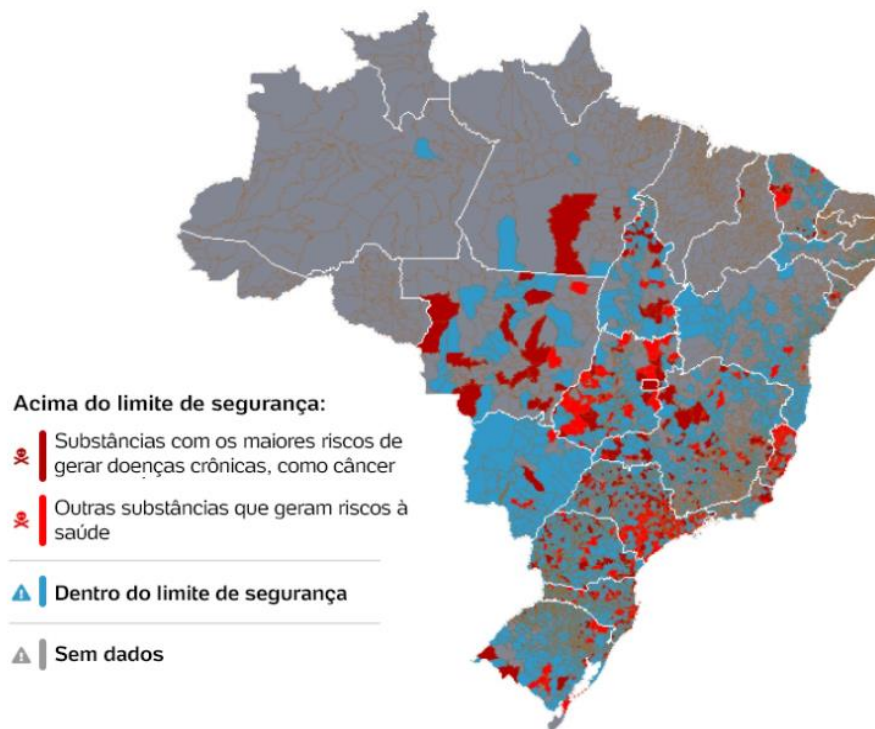 Acima do limite de segurança:
Substâncias com os maiores riscos de
gerar doenças crônicas, como câncer
Outras substâncias que geram riscos à
saúde
Dentro do limite de segurança
Sem dados